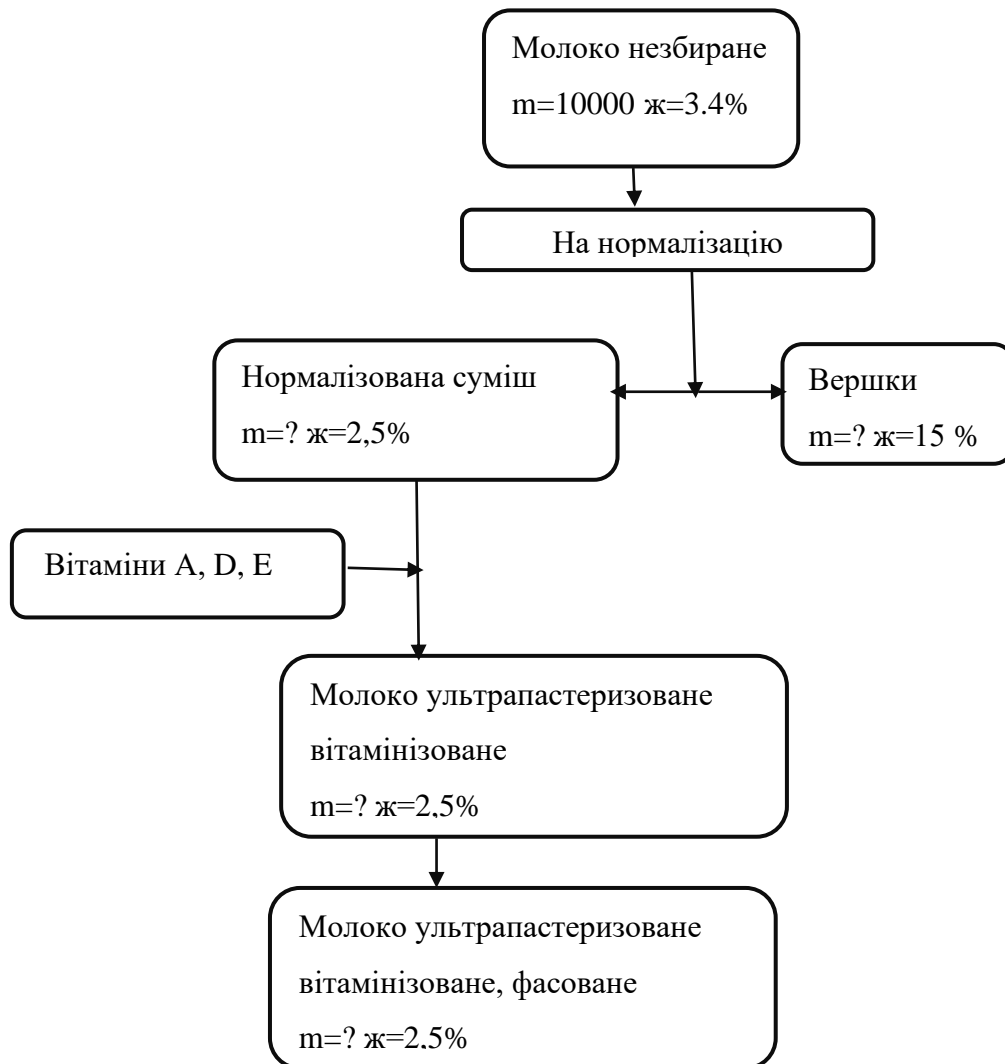 Молоко незбиране
m=10000 ж=3.4%
На нормалізацію
Нормалізована суміш
m=? ж=2,5%
Вершки
m=? ж=15 %
Вітаміни A, D, E
Молоко ультрапастеризоване
вітамінізоване
m=? ж=2,5%
Молоко ультрапастеризоване
вітамінізоване, фасоване
m=? ж=2,5%